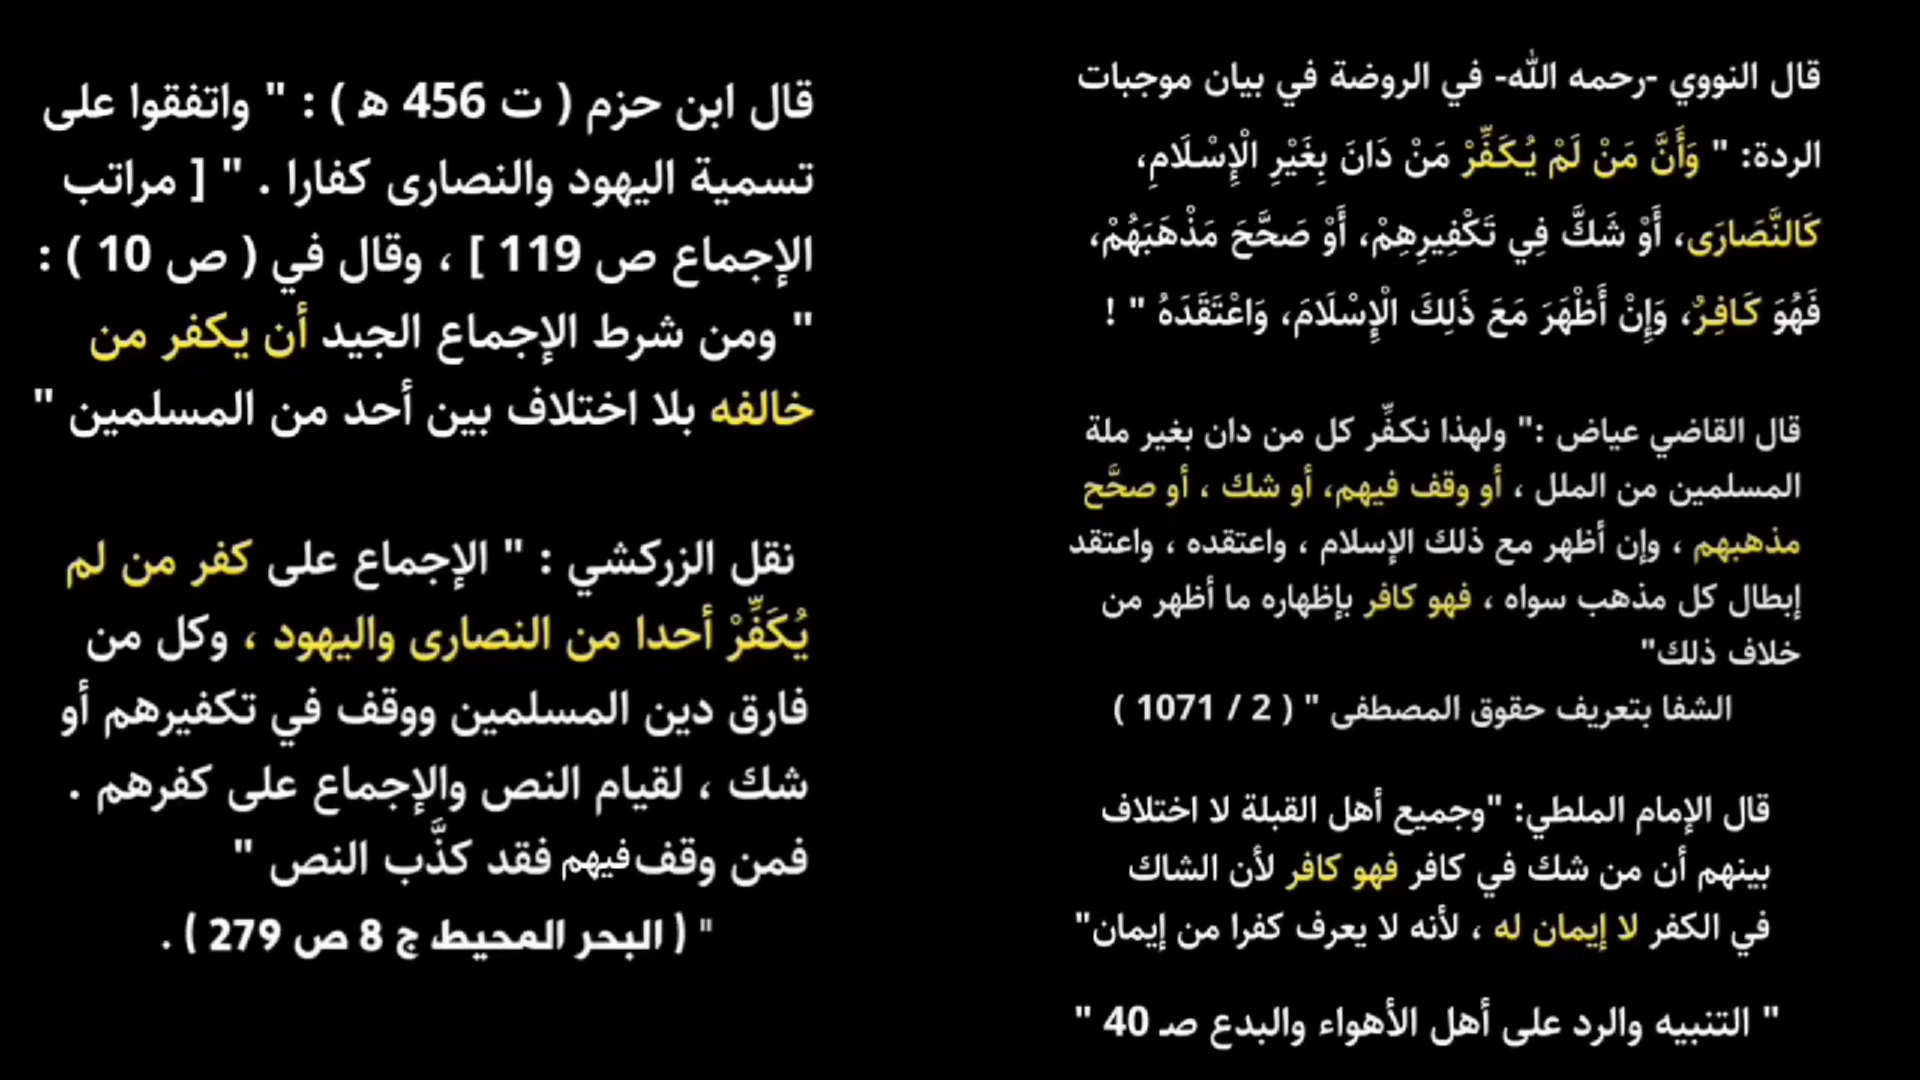 قال النووي -رحمه الله- في الروضة في بيان موجبات
الردة: " وَأَنَّ مَنْ لَمْ يُكَفِّرْ مَنْ دَانَ بِغَيْرِ الْإِسْلَامِ،
كَالنَّصَارَى، أَوْ شَكَّ فِي تَكْفِيرِهِمْ، أَوْ صَحَّحَ مَذْهَبَهُمْ،
فَهُوَ كَافِرٌ، وَإِنْ أَظْهَرَ مَعَ ذَلِكَ الْإِسْلَامَ، وَاعْتَقَدَهُ " !
قال القاضي عياض :" ولهذا نكفِّر كل من دان بغير ملة
المسلمين من الملل ، أو وقف فيهم، أو شك ، أو صحَّح
مذهبهم ، وإن أظهر مع ذلك الإسلام ، واعتقده ، واعتقد
إبطال كل مذهب سواه ، فهو كافر بإظهاره ما أظهر من
خلاف ذلك"
الشفا بتعريف حقوق المصطفى " ( 2 / 1071 )
قال الإمام الملطي: "وجميع أهل القبلة لا اختلاف
بينهم أن من شك في كافر فهو كافر لأن الشاك
في الكفر لا إيمان له ، لأنه لا يعرف كفرا من إيمان"
" التنبيه والرد على أهل الأهواء والبدع صـ 40 "
قال ابن حزم ( ت 456 ه ) : " واتفقوا على
تسمية اليهود والنصارى كفارا . " [ مراتب
الإجماع ص 119 ] ، وقال في ( ص 10 ) :
" ومن شرط الإجماع الجيد أن يكفر من
خالفه بلا اختلاف بين أحد من المسلمين "
نقل الزركشي : " الإجماع على كفر من لم
يُكَفِّرْ أحدا من النصارى واليهود ، وكل من
فارق دين المسلمين ووقف في تكفيرهم أو
شك ، لقيام النص والإجماع على كفرهم .
فمن وقف فيهم فقد كذَّب النص "
" ( البحر المحيط ج 8 ص 279 ) .